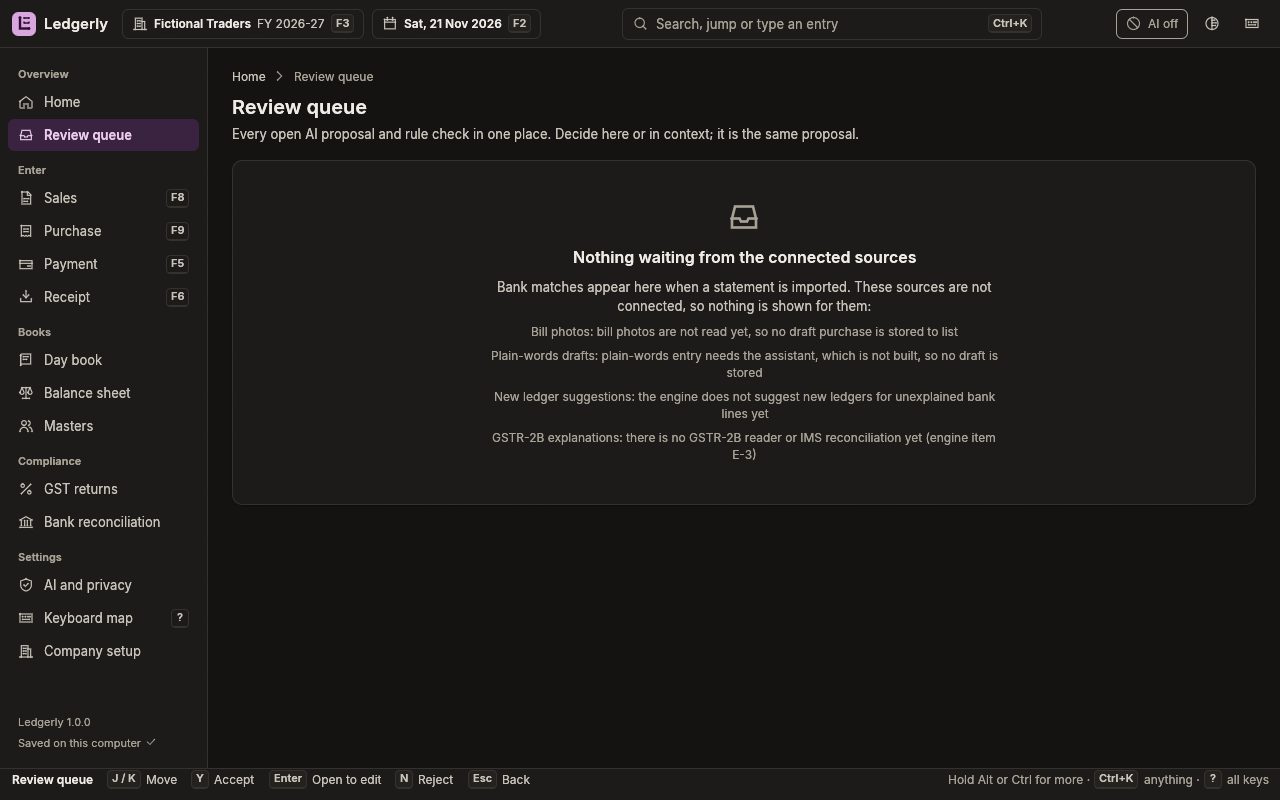 Ledgerly
Fictional Traders FY 2026-27 F3
Sat, 21 Nov 2026 F2
Search, jump or type an entry Ctrl+K
AI off
Overview
Home
Review queue
Enter
Sales F8
Purchase F9
Payment F5
Receipt F6
Books
Day book
Balance sheet
Masters
Compliance
GST returns
Bank reconciliation
Settings
AI and privacy
Keyboard map ?
Company setup
Ledgerly 1.0.0
Saved on this computer
Home Review queue
Review queue
Every open AI proposal and rule check in one place. Decide here or in context; it is the same proposal.
Nothing waiting from the connected sources
Bank matches appear here when a statement is imported. These sources are not
connected, so nothing is shown for them:
Bill photos: bill photos are not read yet, so no draft purchase is stored to list
Plain-words drafts: plain-words entry needs the assistant, which is not built, so no draft is
stored
New ledger suggestions: the engine does not suggest new ledgers for unexplained bank
lines yet
GSTR-2B explanations: there is no GSTR-2B reader or IMS reconciliation yet (engine item
E-3)
Review queue J / K Move Y Accept Enter Open to edit N Reject Esc Back
Hold Alt or Ctrl for more · Ctrl+K anything · ? all keys